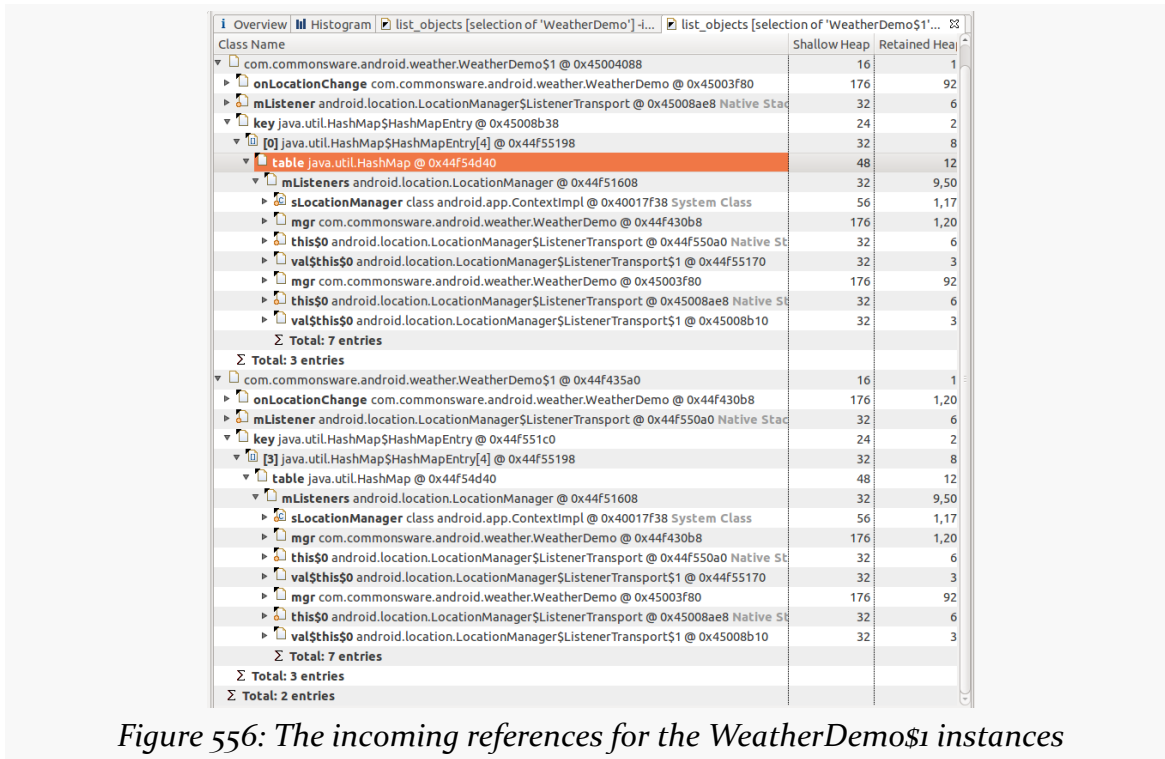 i Overview Histogram list_objects [selection of 'WeatherDemo'] -i... list_objects [selection of 'WeatherDemo$1'...
Class Name Shallow Heap Retained Heap
com.commonsware.android.weather.WeatherDemo$1 @ 0x45004088 16 1
onLocationChange com.commonsware.android.weather.WeatherDemo @ 0x45003f80 176 92
mListener android.location.LocationManager$ListenerTransport @ 0x45008ae8 Native Stac 32 6
key java.util.HashMap$HashMapEntry @ 0x45008b38 24 2
[0] java.util.HashMap$HashMapEntry[4] @ 0x44f55198 32 8
table java.util.HashMap @ 0x44f54d40 48 12
mListeners android.location.LocationManager @ 0x44f51608 32 9,50
sLocationManager class android.app.ContextImpl @ 0x40017f38 System Class 56 1,17
mgr com.commonsware.android.weather.WeatherDemo @ 0x44f430b8 176 1,20
this$0 android.location.LocationManager$ListenerTransport @ 0x44f550a0 Native St 32 6
val$this$0 android.location.LocationManager$ListenerTransport$1 @ 0x44f55170 32 3
mgr com.commonsware.android.weather.WeatherDemo @ 0x45003f80 176 92
this$0 android.location.LocationManager$ListenerTransport @ 0x45008ae8 Native St 32 6
val$this$0 android.location.LocationManager$ListenerTransport$1 @ 0x45008b10 32 3
Σ Total: 7 entries
Σ Total: 3 entries
com.commonsware.android.weather.WeatherDemo$1 @ 0x44f435a0 16 1
onLocationChange com.commonsware.android.weather.WeatherDemo @ 0x44f430b8 176 1,20
mListener android.location.LocationManager$ListenerTransport @ 0x44f550a0 Native Stac 32 6
key java.util.HashMap$HashMapEntry @ 0x44f551c0 24 2
[3] java.util.HashMap$HashMapEntry[4] @ 0x44f55198 32 8
table java.util.HashMap @ 0x44f54d40 48 12
mListeners android.location.LocationManager @ 0x44f51608 32 9,50
sLocationManager class android.app.ContextImpl @ 0x40017f38 System Class 56 1,17
mgr com.commonsware.android.weather.WeatherDemo @ 0x44f430b8 176 1,20
this$0 android.location.LocationManager$ListenerTransport @ 0x44f550a0 Native St 32 6
val$this$0 android.location.LocationManager$ListenerTransport$1 @ 0x44f55170 32 3
mgr com.commonsware.android.weather.WeatherDemo @ 0x45003f80 176 92
this$0 android.location.LocationManager$ListenerTransport @ 0x45008ae8 Native St 32 6
val$this$0 android.location.LocationManager$ListenerTransport$1 @ 0x45008b10 32 3
Σ Total: 7 entries
Σ Total: 3 entries
Σ Total: 2 entries
Figure 556: The incoming references for the WeatherDemo$1 instances